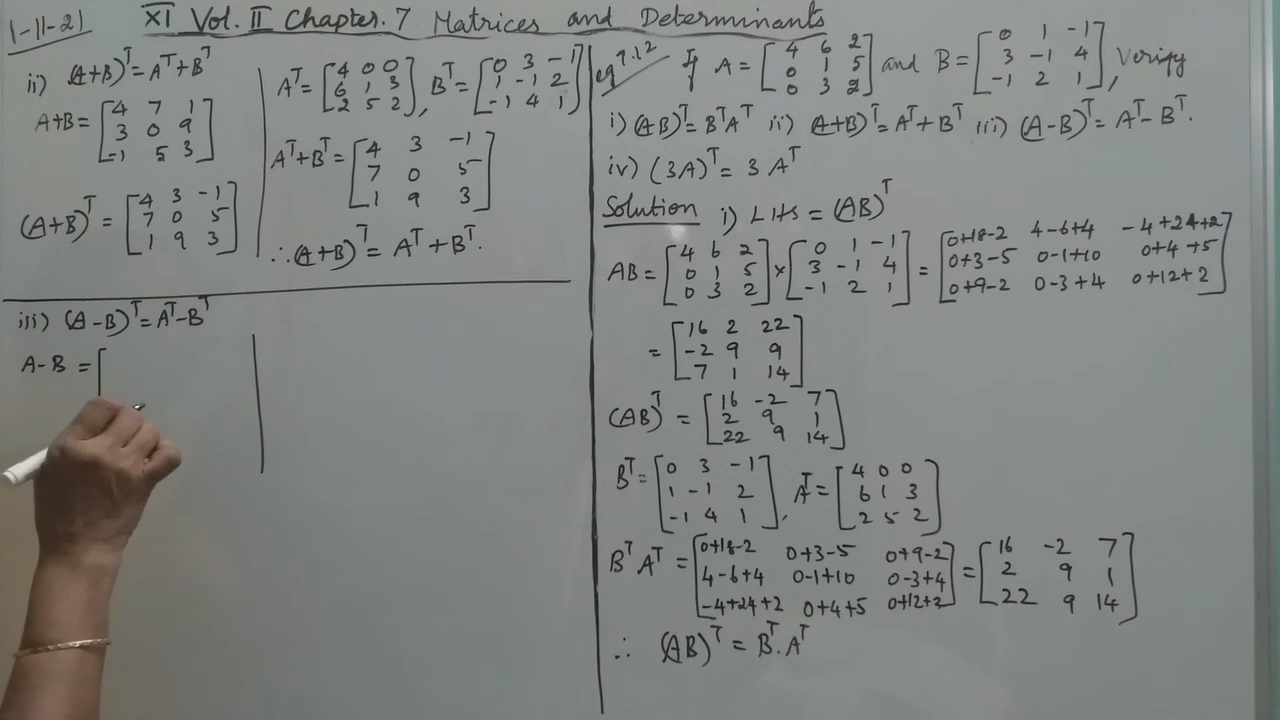 1-11-21
XI Vol. II Chapter. 7 Matrices and Determinants
eg 7.12 If A = [4 6 2
0 1 5
0 3 2] and B = [0 1 -1
3 -1 4
-1 2 1], Verify
i) (AB)^T = B^T A^T ii) (A+B)^T = A^T + B^T iii) (A-B)^T = A^T - B^T.
iv) (3A)^T = 3 A^T
Solution i) LHS = (AB)^T
AB = [4 6 2
0 1 5
0 3 2] × [0 1 -1
3 -1 4
-1 2 1] = [0+18-2 4-6+4 -4+24+2
0+3-5 0-1+10 0+4+5
0+9-2 0-3+4 0+12+2]
= [16 2 22
-2 9 9
7 1 14]
(AB)^T = [16 -2 7
2 9 1
22 9 14]
B^T = [0 3 -1
1 -1 2
-1 4 1], A^T = [4 0 0
6 1 3
2 5 2]
B^T A^T = [0+18-2 0+3-5 0+9-2
4-6+4 0-1+10 0-3+4
-4+24+2 0+4+5 0+12+2] = [16 -2 7
2 9 1
22 9 14]
∴ (AB)^T = B^T. A^T
ii) (A+B)^T = A^T + B^T
A+B = [4 7 1
3 0 9
-1 5 3]
(A+B)^T = [4 3 -1
7 0 5
1 9 3]
A^T = [4 0 0
6 1 3
2 5 2], B^T = [0 3 -1
1 -1 2
-1 4 1]
A^T + B^T = [4 3 -1
7 0 5
1 9 3]
∴ (A+B)^T = A^T + B^T.
iii) (A-B)^T = A^T - B^T
A-B = [